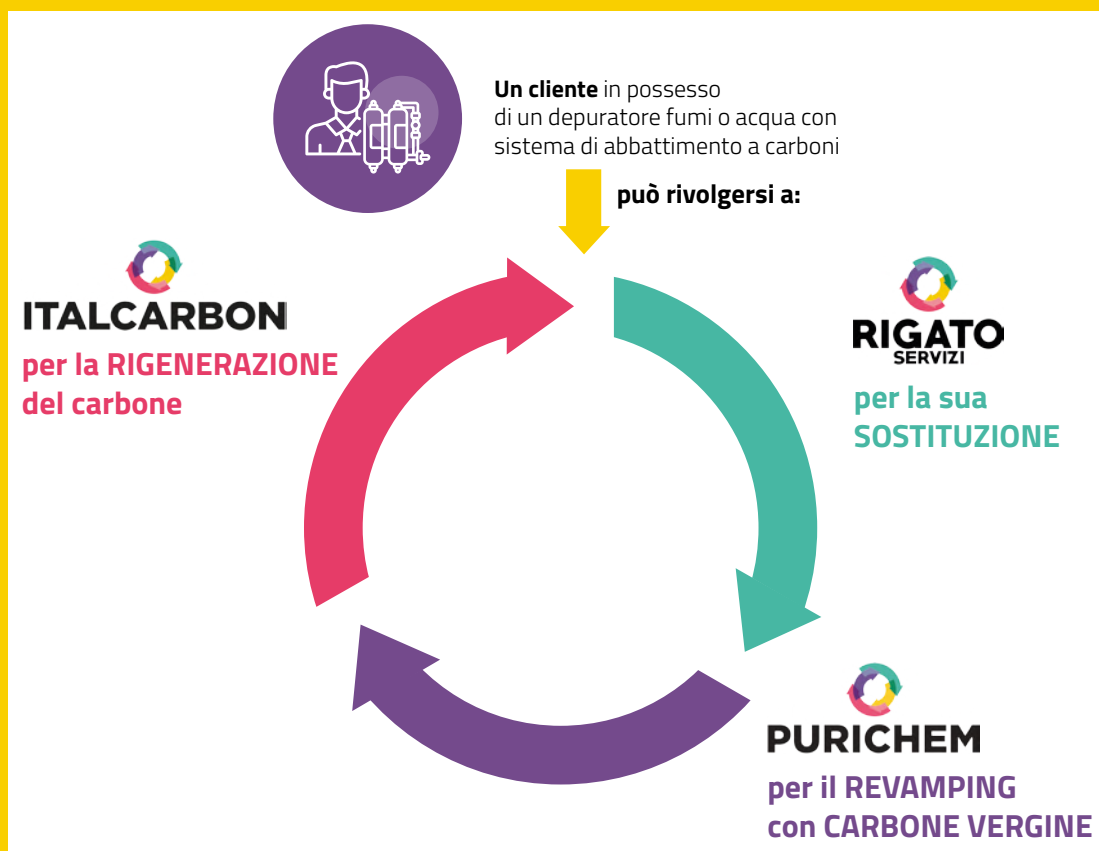 Un cliente in possesso
di un depuratore fumi o acqua con
sistema di abbattimento a carboni
può rivolgersi a:
ITALCARBON
per la RIGENERAZIONE
del carbone
RIGATO
SERVIZI
per la sua
SOSTITUZIONE
PURICHEM
per il REVAMPING
con CARBONE VERGINE